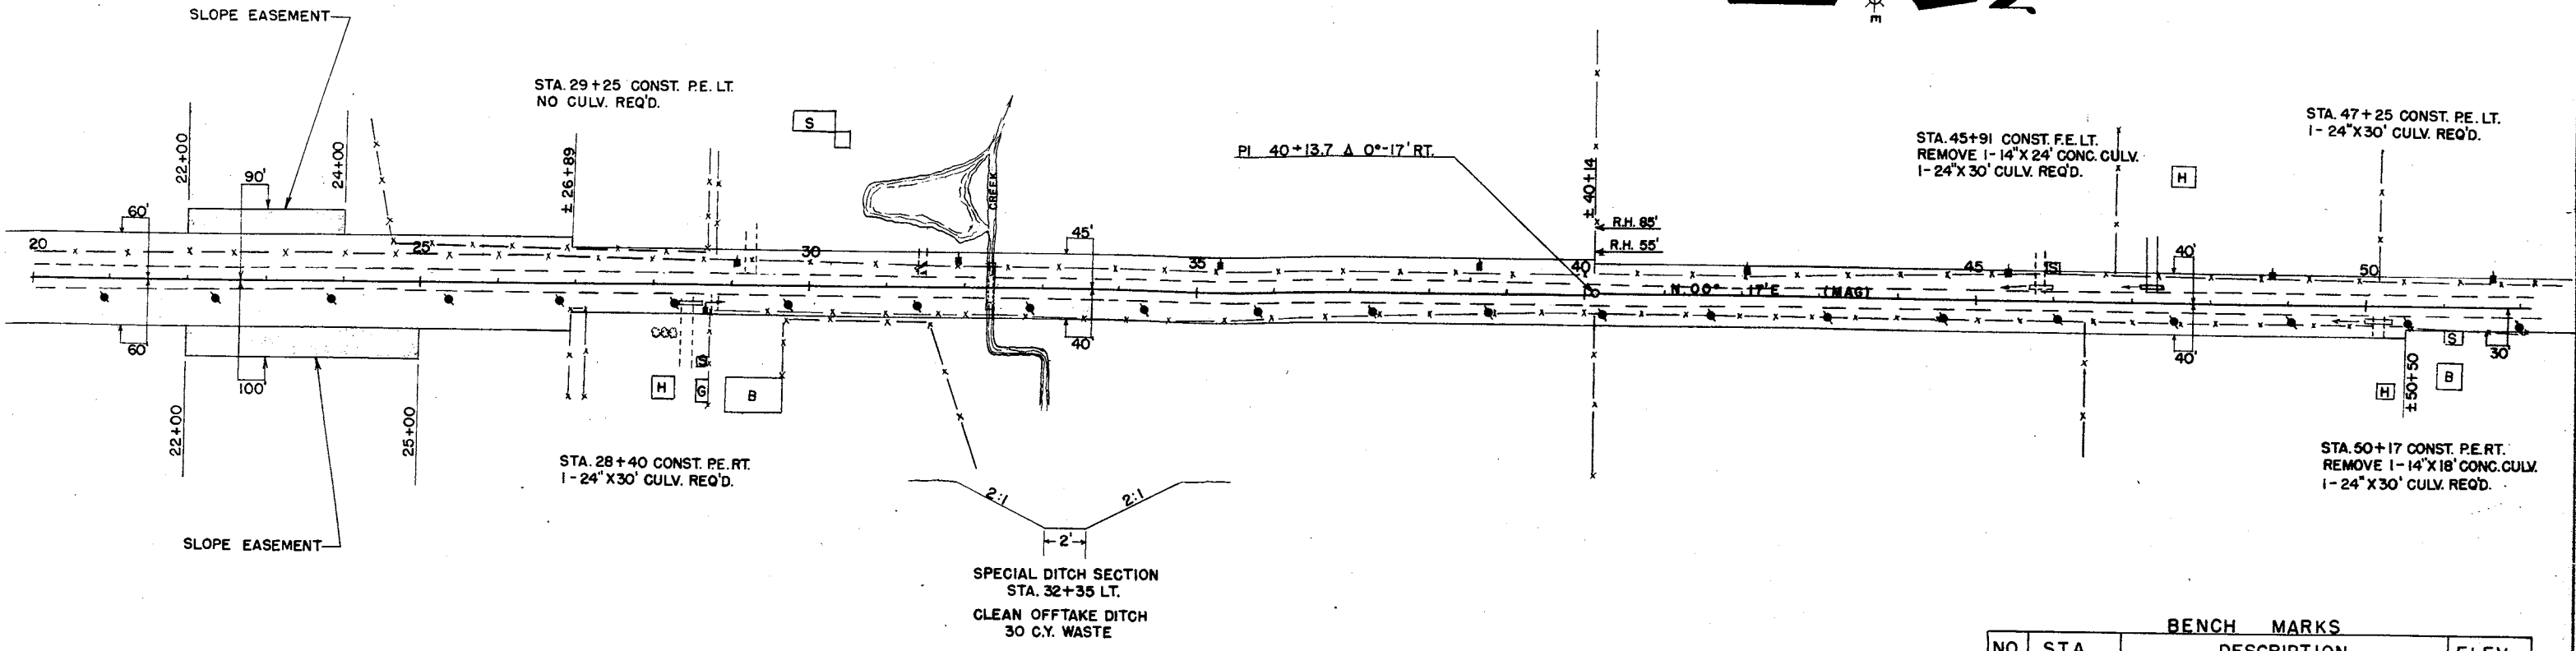 SLOPE EASEMENT
E
N
22+00
24+00
90'
60'
STA. 29+25 CONST. P.E. LT.
NO CULV. REQ'D.
± 26+89
S
CREEK
PI 40+13.7 Δ 0°-17' RT.
± 40+14
R.H. 85'
R.H. 55'
STA. 45+91 CONST. F.E. LT.
REMOVE 1-14"X 24' CONC. CULV.
1-24"X 30' CULV. REQ'D.
H
STA. 47+25 CONST. P.E. LT.
1-24"X30' CULV. REQ'D.
20
25
30
45'
35
40
45
S
40'
50
N. 00° 17'E (MAG)
60'
100'
22+00
25+00
H
S
G
B
40'
40'
H
± 50+50
S
B
30'
STA. 28+40 CONST. P.E. RT.
1-24"X30' CULV. REQ'D.
STA. 50+17 CONST. P.E. RT.
REMOVE 1-14"X18' CONC. CULV.
1-24"X30' CULV. REQ'D.
SLOPE EASEMENT
2:1
2:1
2'
SPECIAL DITCH SECTION
STA. 32+35 LT.
CLEAN OFFTAKE DITCH
30 C.Y. WASTE
BENCH MARKS
NO. STA. DESCRIPTION ELEV.